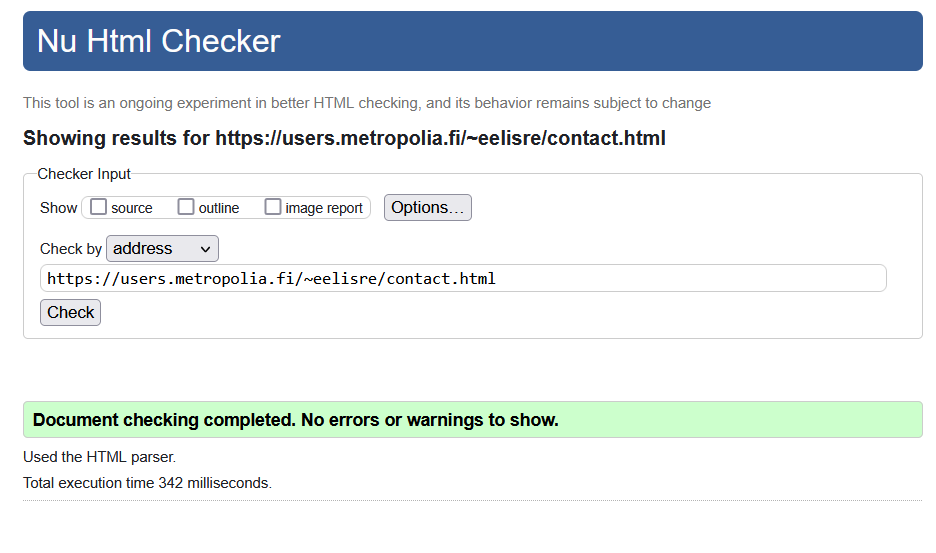 Nu Html Checker
This tool is an ongoing experiment in better HTML checking, and its behavior remains subject to change
Showing results for https://users.metropolia.fi/~eelisre/contact.html
Checker Input
Show source outline image report Options...
Check by address
https://users.metropolia.fi/~eelisre/contact.html
Check
Document checking completed. No errors or warnings to show.
Used the HTML parser.
Total execution time 342 milliseconds.